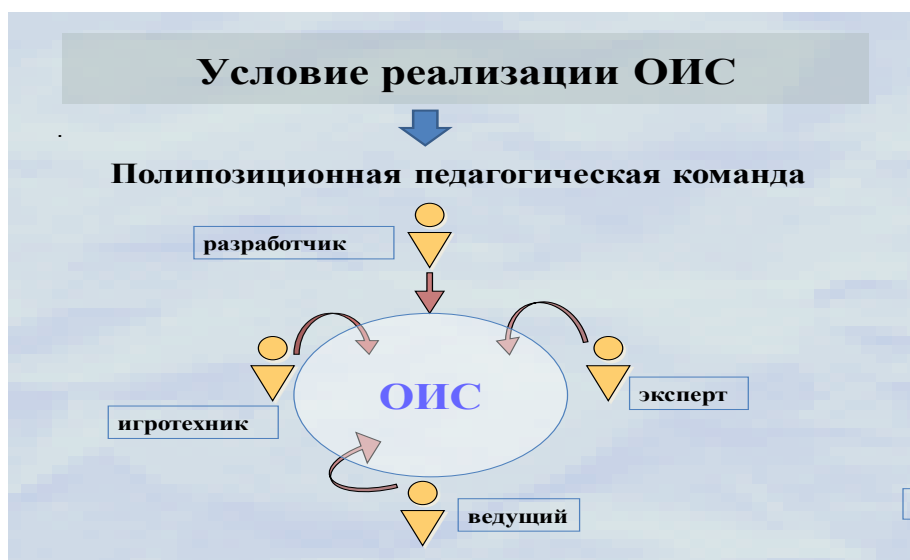 Условие реализации ОИС
Полипозиционная педагогическая команда
разработчик
ОИС
эксперт
игротехник
ведущий